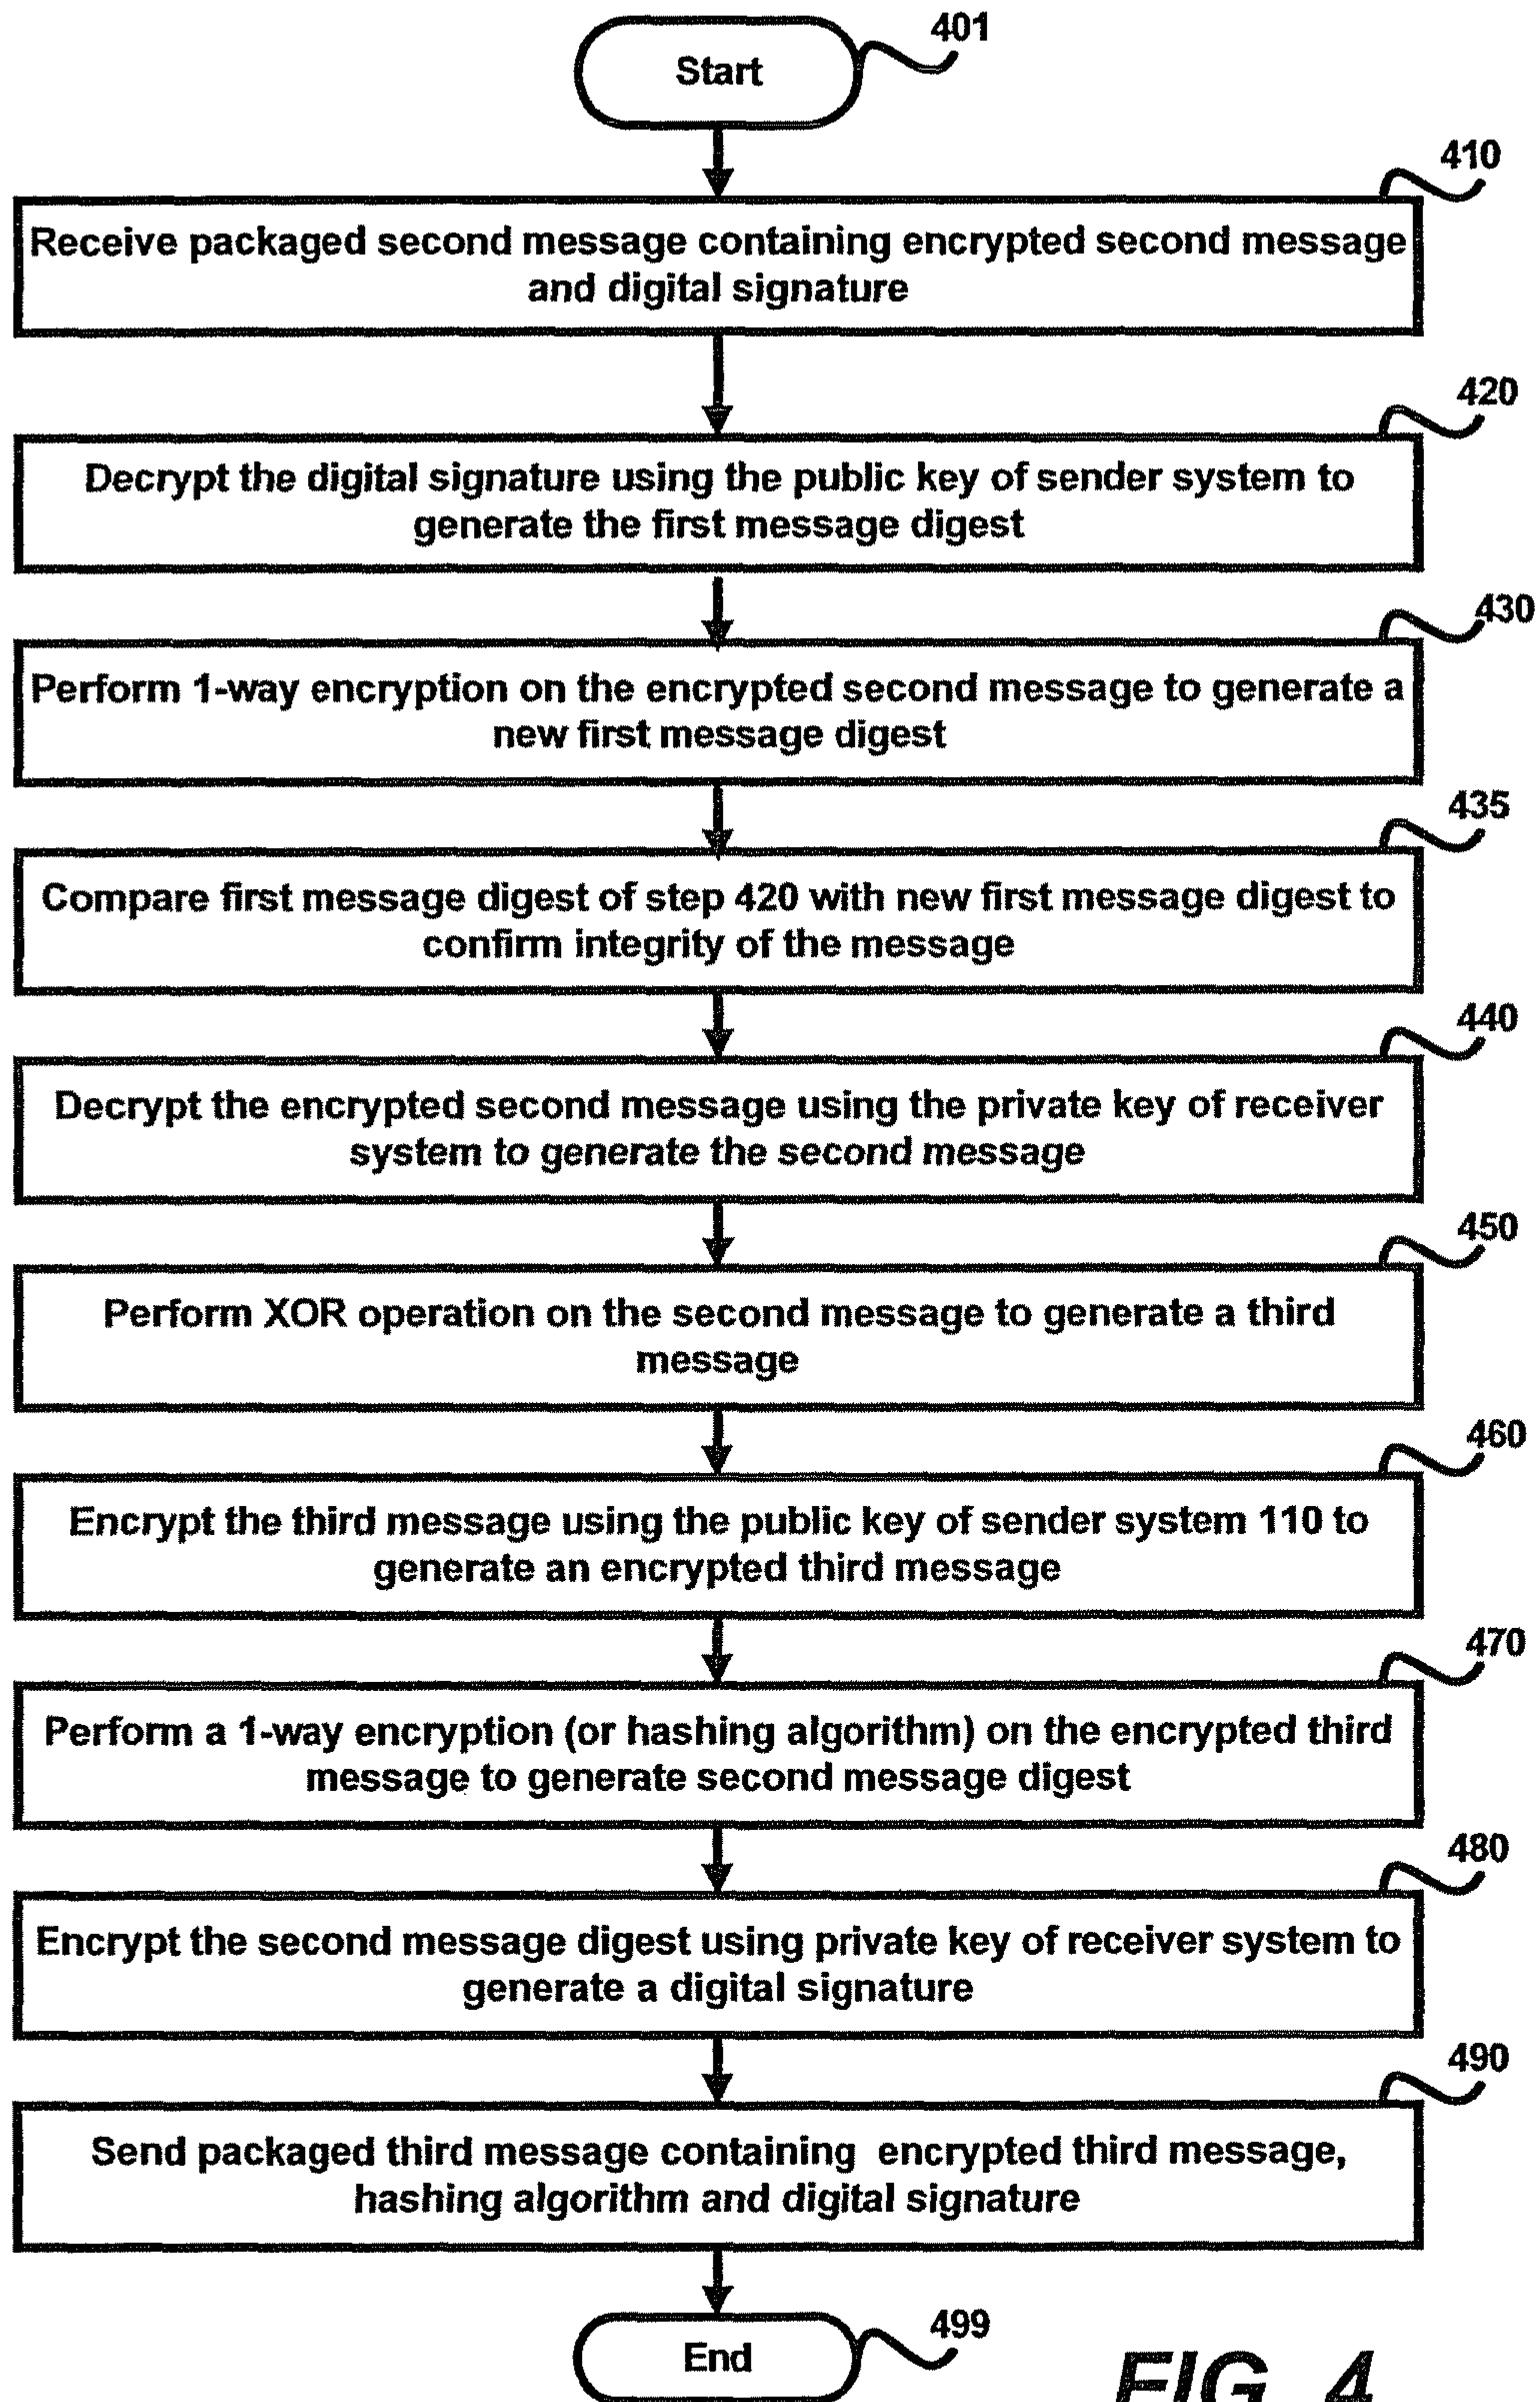 401
Start
410
Receive packaged second message containing encrypted second message
and digital signature
420
Decrypt the digital signature using the public key of sender system to
generate the first message digest
430
Perform 1-way encryption on the encrypted second message to generate a
new first message digest
435
Compare first message digest of step 420 with new first message digest to
confirm integrity of the message
440
Decrypt the encrypted second message using the private key of receiver
system to generate the second message
450
Perform XOR operation on the second message to generate a third
message
460
Encrypt the third message using the public key of sender system 110 to
generate an encrypted third message
470
Perform a 1-way encryption (or hashing algorithm) on the encrypted third
message to generate second message digest
480
Encrypt the second message digest using private key of receiver system to
generate a digital signature
490
Send packaged third message containing encrypted third message,
hashing algorithm and digital signature
499
End
FIG. 4